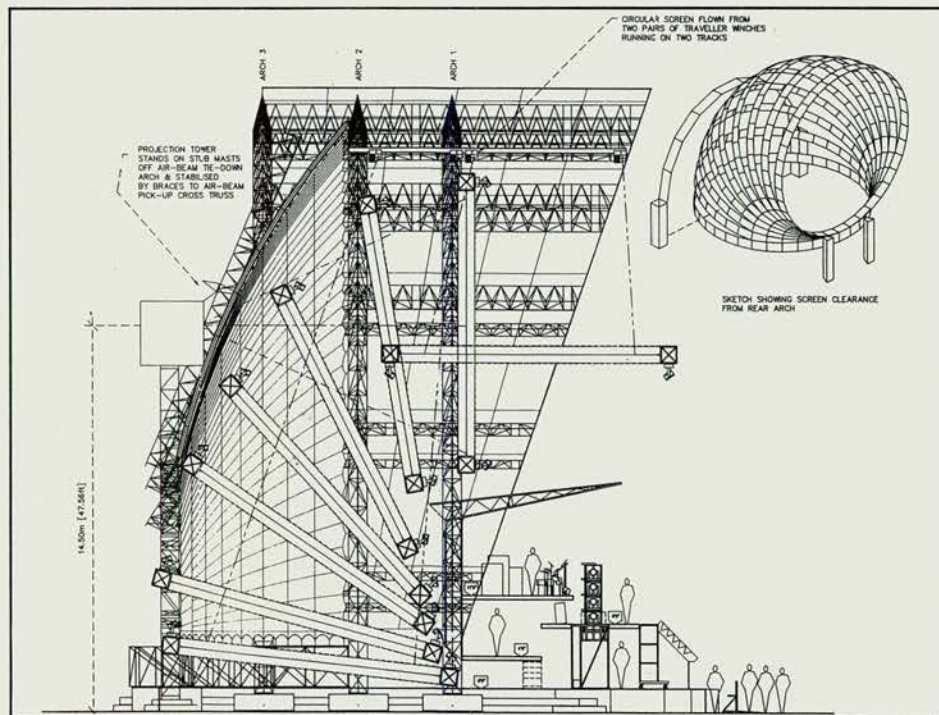 CIRCULAR SCREEN FLOWN FROM
TWO PAIRS OF TRAVELLER WINCHES
RUNNING ON TWO TRACKS
ARCH 3
ARCH 2
ARCH 1
PROJECTION TOWER
STANDS ON STUB MASTS
OFF AIR-BEAM TIE-DOWN
ARCH & STABILISED
BY BRACES TO AIR-BEAM
PICK-UP CROSS TRUSS
SKETCH SHOWING SCREEN CLEARANCE
FROM REAR ARCH
14.50m [47.56ft]